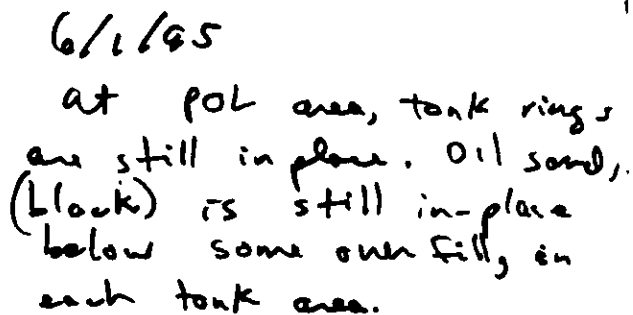 6/1/95
at POL area, tank rings
are still in place. Oil sand,
(black) is still in-place
below some over fill, in
each tank area.